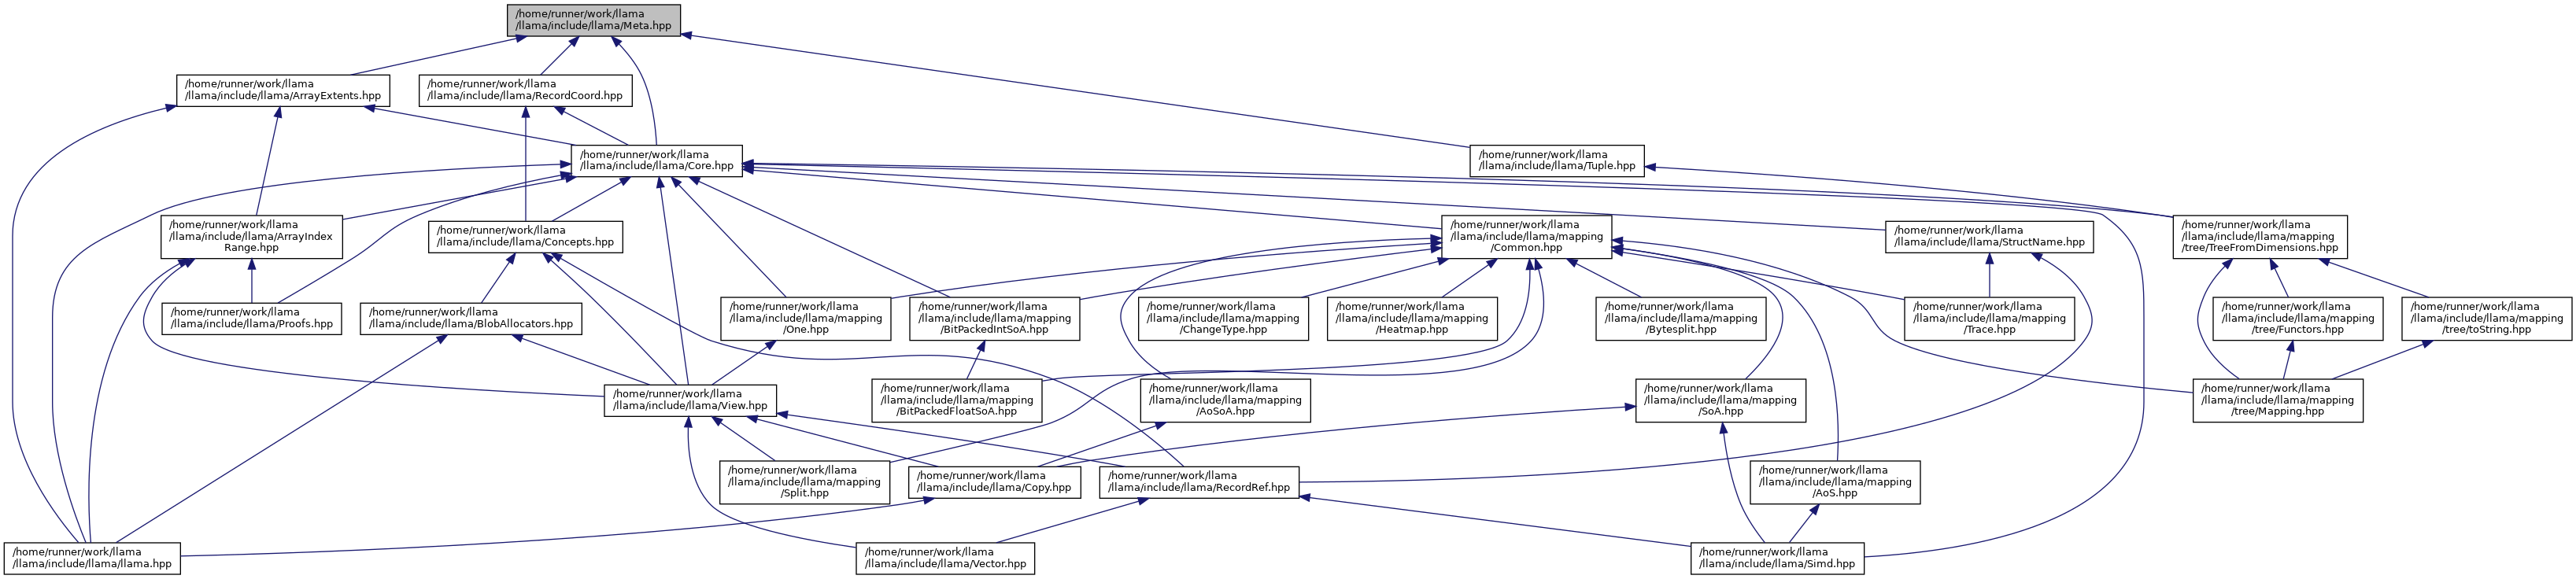 /home/runner/work/llama
/llama/include/llama/Meta.hpp
/home/runner/work/llama
/llama/include/llama/ArrayExtents.hpp
/home/runner/work/llama
/llama/include/llama/RecordCoord.hpp
/home/runner/work/llama
/llama/include/llama/Core.hpp
/home/runner/work/llama
/llama/include/llama/Tuple.hpp
/home/runner/work/llama
/llama/include/llama/ArrayIndex
Range.hpp
/home/runner/work/llama
/llama/include/llama/Concepts.hpp
/home/runner/work/llama
/llama/include/llama/mapping
/Common.hpp
/home/runner/work/llama
/llama/include/llama/StructName.hpp
/home/runner/work/llama
/llama/include/llama/mapping
/tree/TreeFromDimensions.hpp
/home/runner/work/llama
/llama/include/llama/Proofs.hpp
/home/runner/work/llama
/llama/include/llama/BlobAllocators.hpp
/home/runner/work/llama
/llama/include/llama/mapping
/One.hpp
/home/runner/work/llama
/llama/include/llama/mapping
/BitPackedIntSoA.hpp
/home/runner/work/llama
/llama/include/llama/mapping
/ChangeType.hpp
/home/runner/work/llama
/llama/include/llama/mapping
/Heatmap.hpp
/home/runner/work/llama
/llama/include/llama/mapping
/Bytesplit.hpp
/home/runner/work/llama
/llama/include/llama/mapping
/Trace.hpp
/home/runner/work/llama
/llama/include/llama/mapping
/tree/Functors.hpp
/home/runner/work/llama
/llama/include/llama/mapping
/tree/toString.hpp
/home/runner/work/llama
/llama/include/llama/View.hpp
/home/runner/work/llama
/llama/include/llama/mapping
/BitPackedFloatSoA.hpp
/home/runner/work/llama
/llama/include/llama/mapping
/AoSoA.hpp
/home/runner/work/llama
/llama/include/llama/mapping
/SoA.hpp
/home/runner/work/llama
/llama/include/llama/mapping
/tree/Mapping.hpp
/home/runner/work/llama
/llama/include/llama/mapping
/Split.hpp
/home/runner/work/llama
/llama/include/llama/Copy.hpp
/home/runner/work/llama
/llama/include/llama/RecordRef.hpp
/home/runner/work/llama
/llama/include/llama/mapping
/AoS.hpp
/home/runner/work/llama
/llama/include/llama/llama.hpp
/home/runner/work/llama
/llama/include/llama/Vector.hpp
/home/runner/work/llama
/llama/include/llama/Simd.hpp